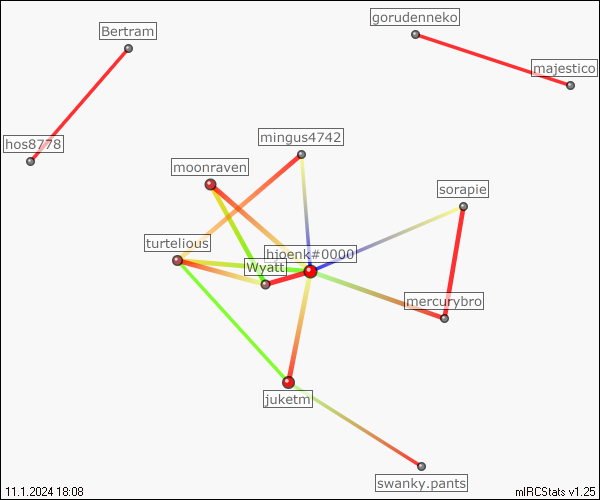 gorudenneko
Bertram
majestico
mingus4742
hos8778
moonraven
sorapie
turtelious
hjoenk#0000
Wyatt
mercurybro
juketm
swanky.pants
11.1.2024 18:08
mIRCStats v1.25